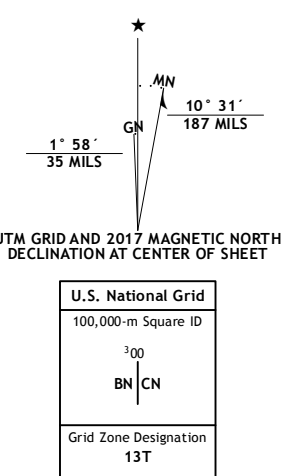 ★
MN
10° 31´
187 MILS
GN
1° 58´
35 MILS
UTM GRID AND 2017 MAGNETIC NORTH
DECLINATION AT CENTER OF SHEET
U.S. National Grid
100,000-m Square ID
³00
BN CN
Grid Zone Designation
13T